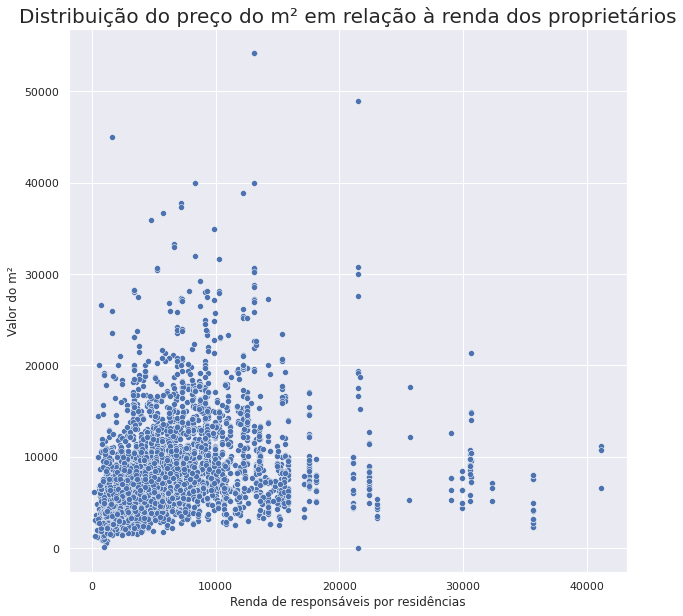 Distribuição do preço do m² em relação à renda dos proprietários
50000
40000
30000
20000
10000
0
Valor do m²
0 10000 20000 30000 40000
Renda de responsáveis por residências